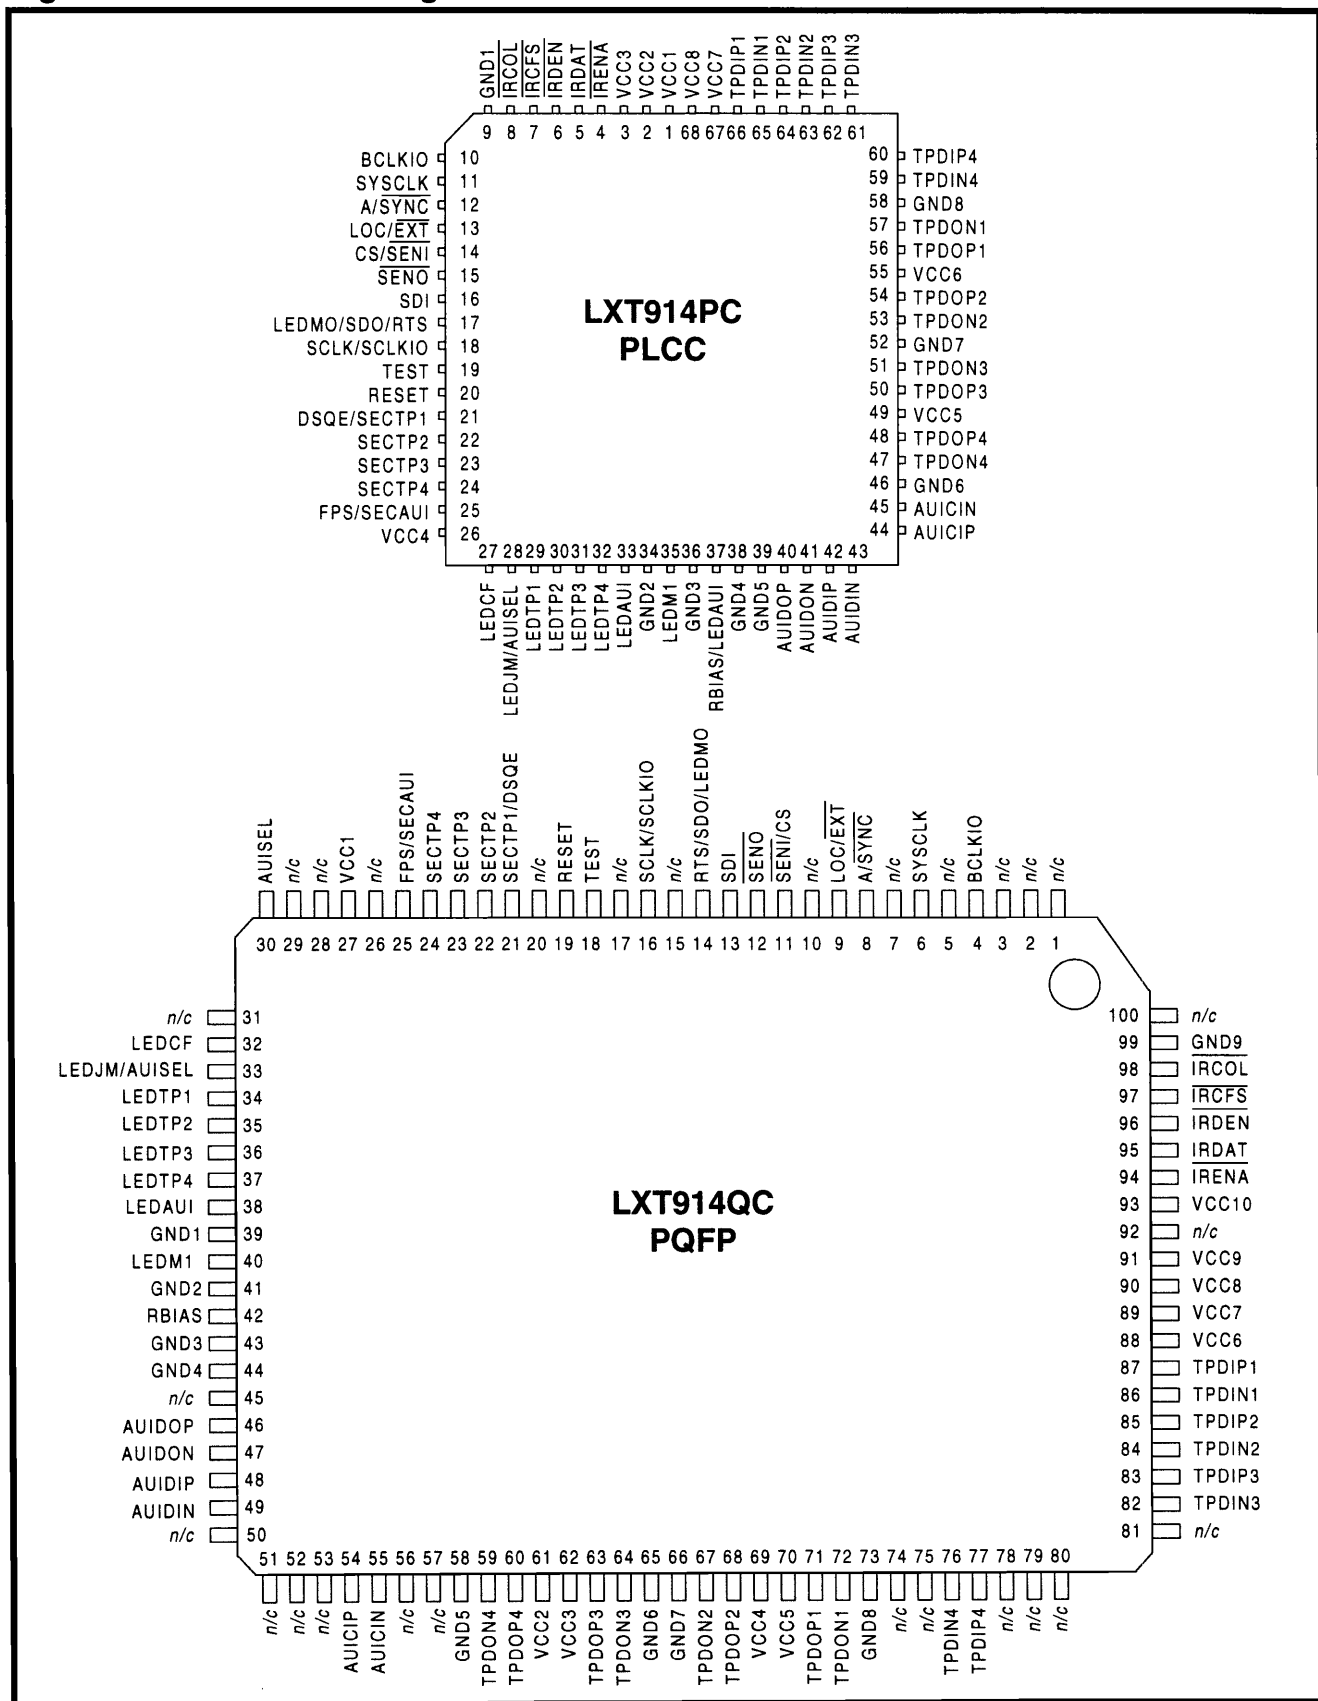 GND1
IRCOL
IRCFS
IRDEN
IRDAT
IRENA
VCC3
VCC2
VCC1
VCC8
VCC7
TPDIP1
TPDIN1
TPDIP2
TPDIN2
TPDIP3
TPDIN3
9 8 7 6 5 4 3 2 1 68 67 66 65 64 63 62 61
BCLKIO 10
SYSCLK 11
A/SYNC 12
LOC/EXT 13
CS/SENI 14
SENO 15
SDI 16
LEDMO/SDO/RTS 17
SCLK/SCLKIO 18
TEST 19
RESET 20
DSQE/SECTP1 21
SECTP2 22
SECTP3 23
SECTP4 24
FPS/SECAUI 25
VCC4 26
LXT914PC
PLCC
60 TPDIP4
59 TPDIN4
58 GND8
57 TPDON1
56 TPDOP1
55 VCC6
54 TPDOP2
53 TPDON2
52 GND7
51 TPDON3
50 TPDOP3
49 VCC5
48 TPDOP4
47 TPDON4
46 GND6
45 AUICIN
44 AUICIP
27 28 29 30 31 32 33 34 35 36 37 38 39 40 41 42 43
LEDCF
LEDJM/AUISEL
LEDTP1
LEDTP2
LEDTP3
LEDTP4
LEDAUI
GND2
LEDM1
GND3
RBIAS/LEDAUI
GND4
GND5
AUIDOP
AUIDON
AUIDIP
AUIDIN
AUISEL
n/c
n/c
VCC1
n/c
FPS/SECAUI
SECTP4
SECTP3
SECTP2
SECTP1/DSQE
n/c
RESET
TEST
n/c
SCLK/SCLKIO
n/c
RTS/SDO/LEDMO
SDI
SENO
SENI/CS
n/c
LOC/EXT
A/SYNC
n/c
SYSCLK
n/c
BCLKIO
n/c
n/c
n/c
30 29 28 27 26 25 24 23 22 21 20 19 18 17 16 15 14 13 12 11 10 9 8 7 6 5 4 3 2 1
n/c 31
LEDCF 32
LEDJM/AUISEL 33
LEDTP1 34
LEDTP2 35
LEDTP3 36
LEDTP4 37
LEDAUI 38
GND1 39
LEDM1 40
GND2 41
RBIAS 42
GND3 43
GND4 44
n/c 45
AUIDOP 46
AUIDON 47
AUIDIP 48
AUIDIN 49
n/c 50
LXT914QC
PQFP
100 n/c
99 GND9
98 IRCOL
97 IRCFS
96 IRDEN
95 IRDAT
94 IRENA
93 VCC10
92 n/c
91 VCC9
90 VCC8
89 VCC7
88 VCC6
87 TPDIP1
86 TPDIN1
85 TPDIP2
84 TPDIN2
83 TPDIP3
82 TPDIN3
81 n/c
51 52 53 54 55 56 57 58 59 60 61 62 63 64 65 66 67 68 69 70 71 72 73 74 75 76 77 78 79 80
n/c
n/c
n/c
AUICIP
AUICIN
n/c
n/c
GND5
TPDON4
TPDOP4
VCC2
VCC3
TPDOP3
TPDON3
GND6
GND7
TPDON2
TPDOP2
VCC4
VCC5
TPDOP1
TPDON1
GND8
n/c
n/c
TPDIN4
TPDIP4
n/c
n/c
n/c